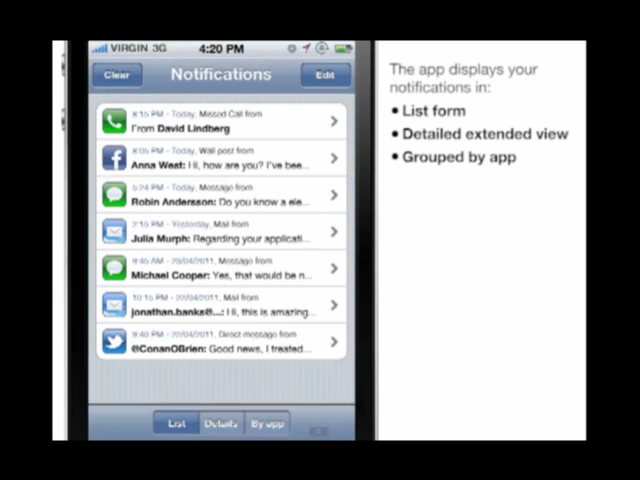 VIRGIN 3G 4:20 PM
Clear Notifications Edit
8:15 PM - Today, Missed Call from
From David Lindberg
8:05 PM - Today, Wall post from
Anna West: Hi, how are you? I've bee...
5:24 PM - Today, Message from
Robin Andersson: Do you know a ele...
2:15 PM - Yesterday, Mail from
Julia Murph: Regarding your applicati...
9:45 AM - 23/04/2011, Message from
Michael Cooper: Yes, that would be n...
10:15 PM - 22/04/2011, Mail from
jonathan.banks@...: Hi, this is amazing...
9:40 PM - 20/04/2011, Direct message from
@ConanOBrien: Good news, I treated...
List Details By app
The app displays your
notifications in:
• List form
• Detailed extended view
• Grouped by app